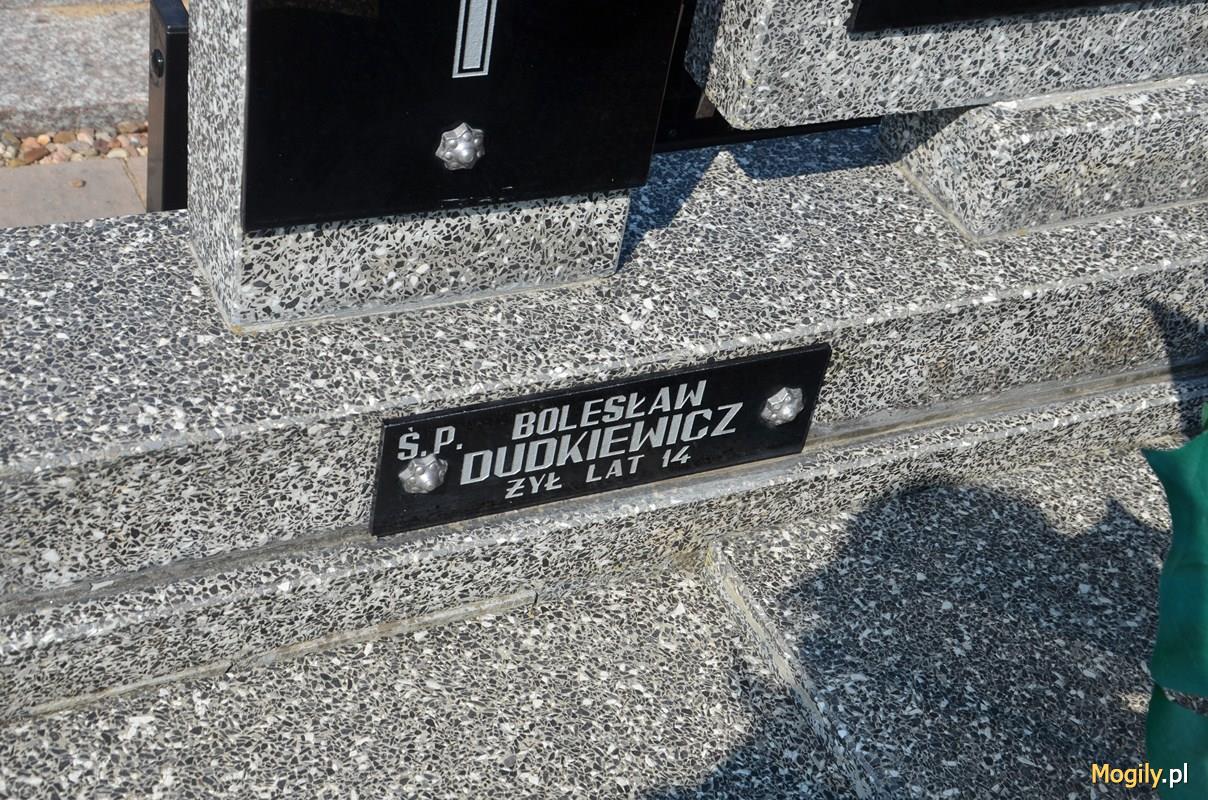 Ś.P. BOLESŁAW
DUDKIEWICZ
ŻYŁ LAT 14
Mogily.pl